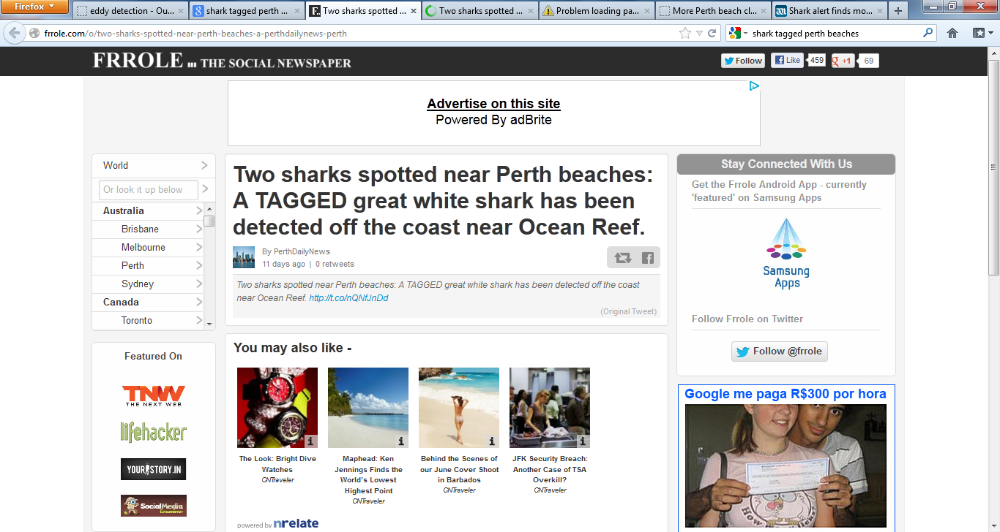 Firefox
eddy detection - Ou...
shark tagged perth ...
Two sharks spotted ...
Two sharks spotted ...
Problem loading pa...
More Perth beach cl...
Shark alert finds mo...
frrole.com/o/two-sharks-spotted-near-perth-beaches-a-perthdailynews-perth
shark tagged perth beaches
FRROLE ... THE SOCIAL NEWSPAPER
Follow
Like
459
+1
69
Advertise on this site
Powered By adBrite
World
Or look it up below
Australia
Brisbane
Melbourne
Perth
Sydney
Canada
Toronto
Featured On
TNW
THE NEXT WEB
lifehacker
YOURSTORY.IN
SocialMedia
Examiner
Two sharks spotted near Perth beaches:
A TAGGED great white shark has been
detected off the coast near Ocean Reef.
By PerthDailyNews
11 days ago | 0 retweets
Two sharks spotted near Perth beaches: A TAGGED great white shark has been detected off the coast
near Ocean Reef. http://t.co/nQNfJnDd
(Original Tweet)
You may also like -
The Look: Bright Dive
Watches
CNTraveler
Maphead: Ken
Jennings Finds the
World's Lowest
Highest Point
CNTraveler
Behind the Scenes of
our June Cover Shoot
in Barbados
CNTraveler
JFK Security Breach:
Another Case of TSA
Overkill?
CNTraveler
powered by nrelate
Stay Connected With Us
Get the Frrole Android App - currently
'featured' on Samsung Apps
Samsung
Apps
Follow Frrole on Twitter
Follow @frrole
Google me paga R$300 por hora